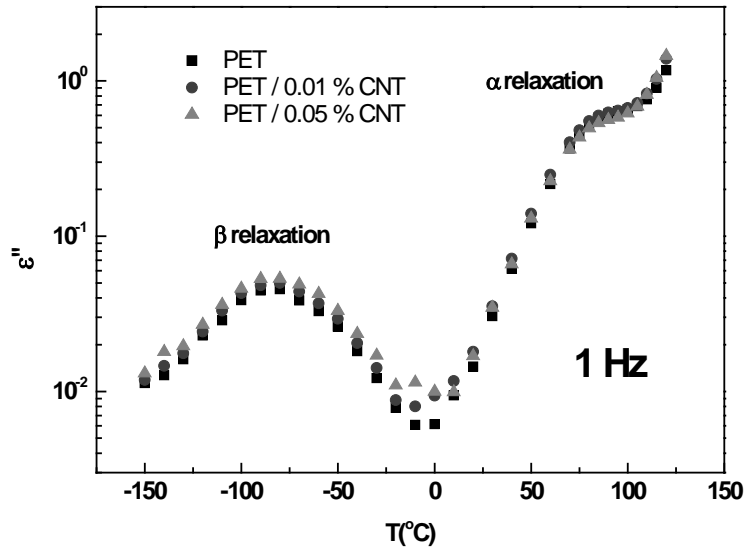 PET
PET / 0.01 % CNT
PET / 0.05 % CNT
α relaxation
β relaxation
1 Hz
ε"
10⁰
10⁻¹
10⁻²
-150 -100 -50 0 50 100 150
T(°C)